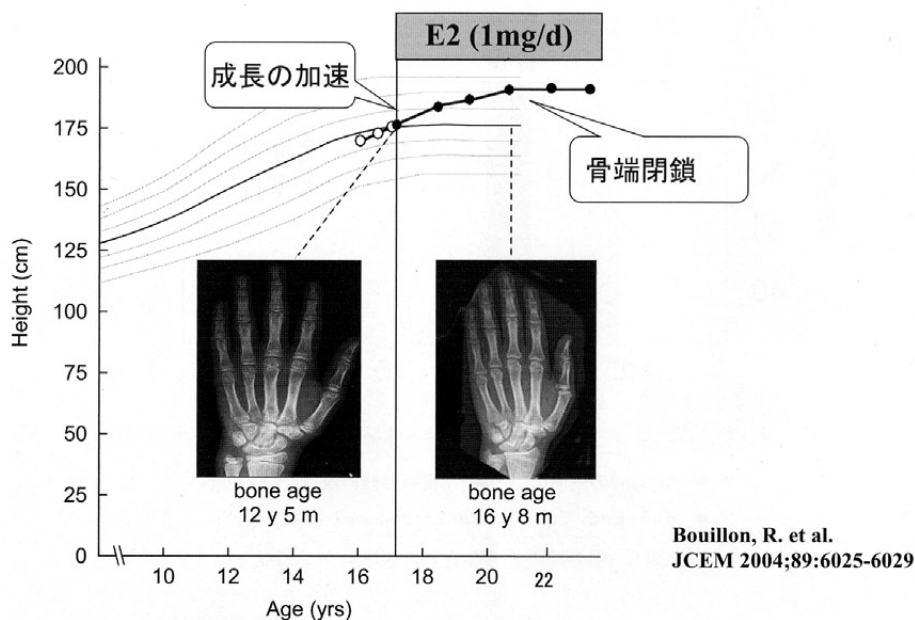 E2 (1mg/d)
成長の加速
骨端閉鎖
200
175
150
125
100
75
50
25
0
Height (cm)
bone age
12 y 5 m
bone age
16 y 8 m
10
12
14
16
18
20
22
Age (yrs)
Bouillon, R. et al.
JCEM 2004;89:6025-6029